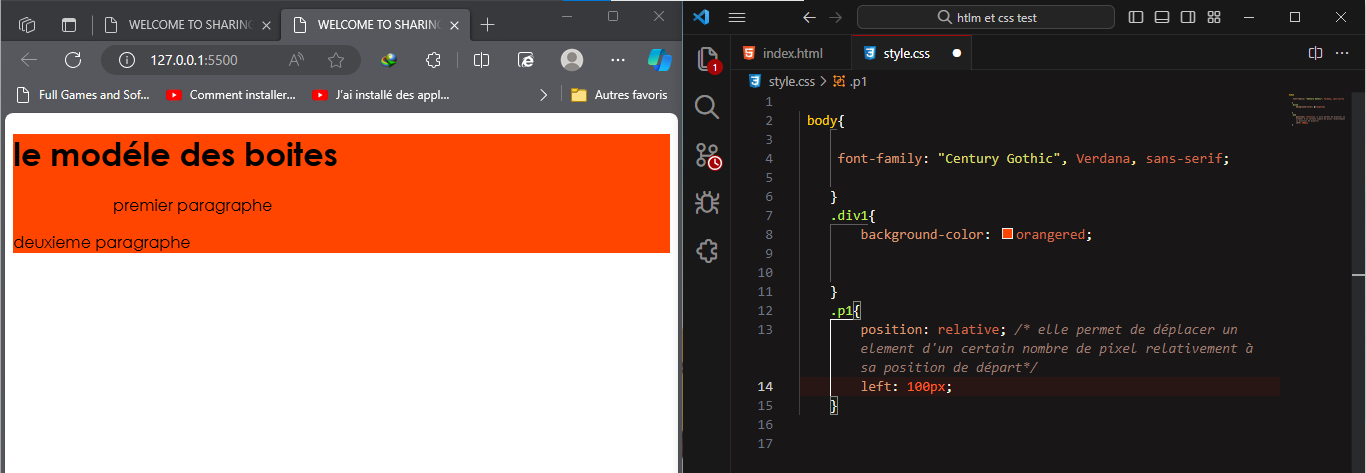 WELCOME TO SHARING
WELCOME TO SHARING
127.0.0.1:5500
Full Games and Sof...
Comment installer...
J'ai installé des appl...
Autres favoris
le modéle des boites
premier paragraphe
deuxieme paragraphe
htlm et css test
index.html
style.css
1
style.css > .p1
1
2 body{
3
4 font-family: "Century Gothic", Verdana, sans-serif;
5
6 }
7 .div1{
8 background-color: orangered;
9
10
11 }
12 .p1{
13 position: relative; /* elle permet de déplacer un
element d'un certain nombre de pixel relativement à
sa position de départ*/
14 left: 100px;
15 }
16
17